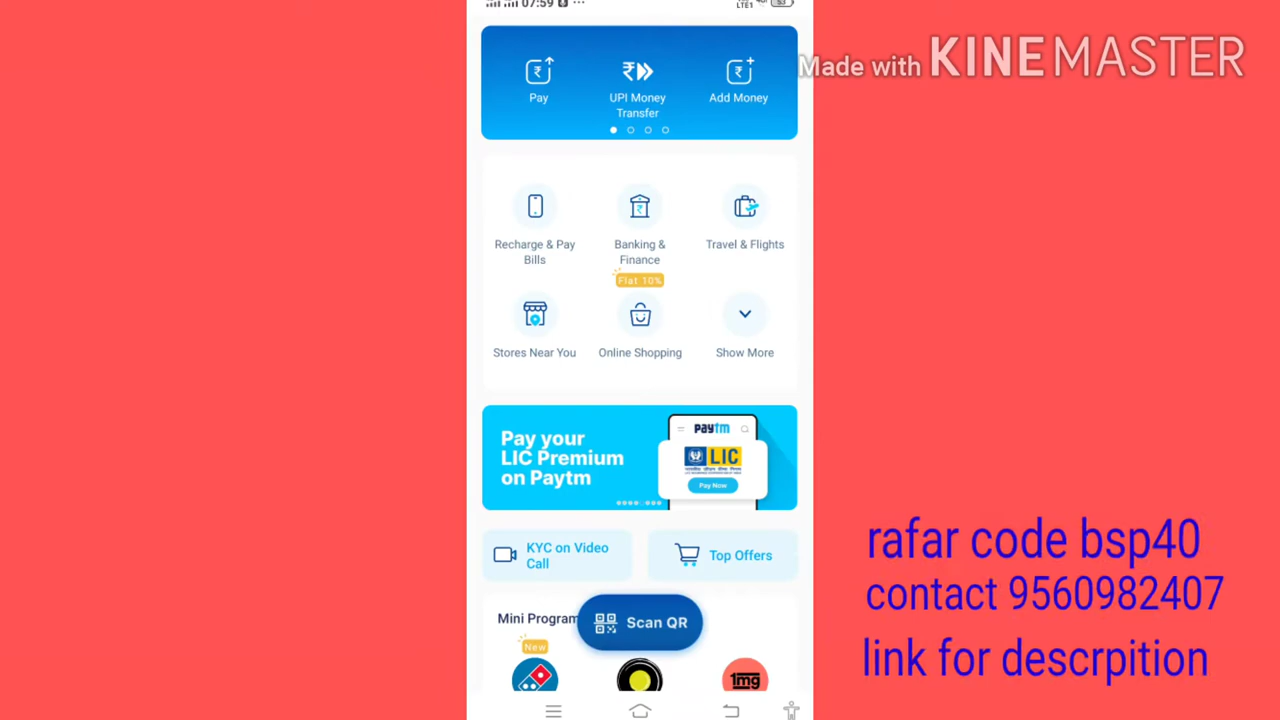 07:59
LTE1
53
Made with KINEMASTER
Pay
UPI Money
Transfer
Add Money
Recharge & Pay
Bills
Banking &
Finance
Travel & Flights
Flat 10%
Stores Near You
Online Shopping
Show More
Pay your
LIC Premium
on Paytm
paytm
LIC
Pay Now
KYC on Video
Call
Top Offers
Mini Program
Scan QR
New
1mg
rafar code bsp40
contact 9560982407
link for descrpition